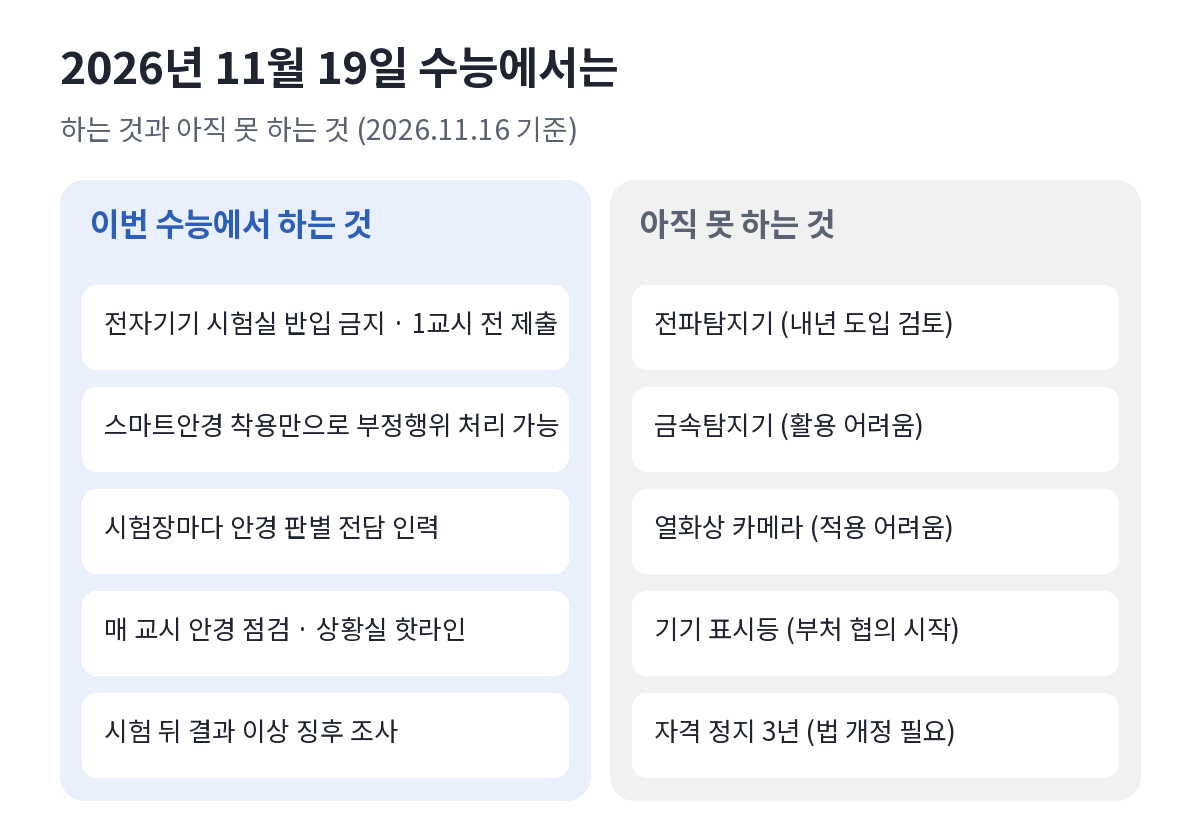 2026년 11월 19일 수능에서는
하는 것과 아직 못 하는 것 (2026.11.16 기준)
이번 수능에서 하는 것
전자기기 시험실 반입 금지 · 1교시 전 제출
스마트안경 착용만으로 부정행위 처리 가능
시험장마다 안경 판별 전담 인력
매 교시 안경 점검 · 상황실 핫라인
시험 뒤 결과 이상 징후 조사
아직 못 하는 것
전파탐지기 (내년 도입 검토)
금속탐지기 (활용 어려움)
열화상 카메라 (적용 어려움)
기기 표시등 (부처 협의 시작)
자격 정지 3년 (법 개정 필요)